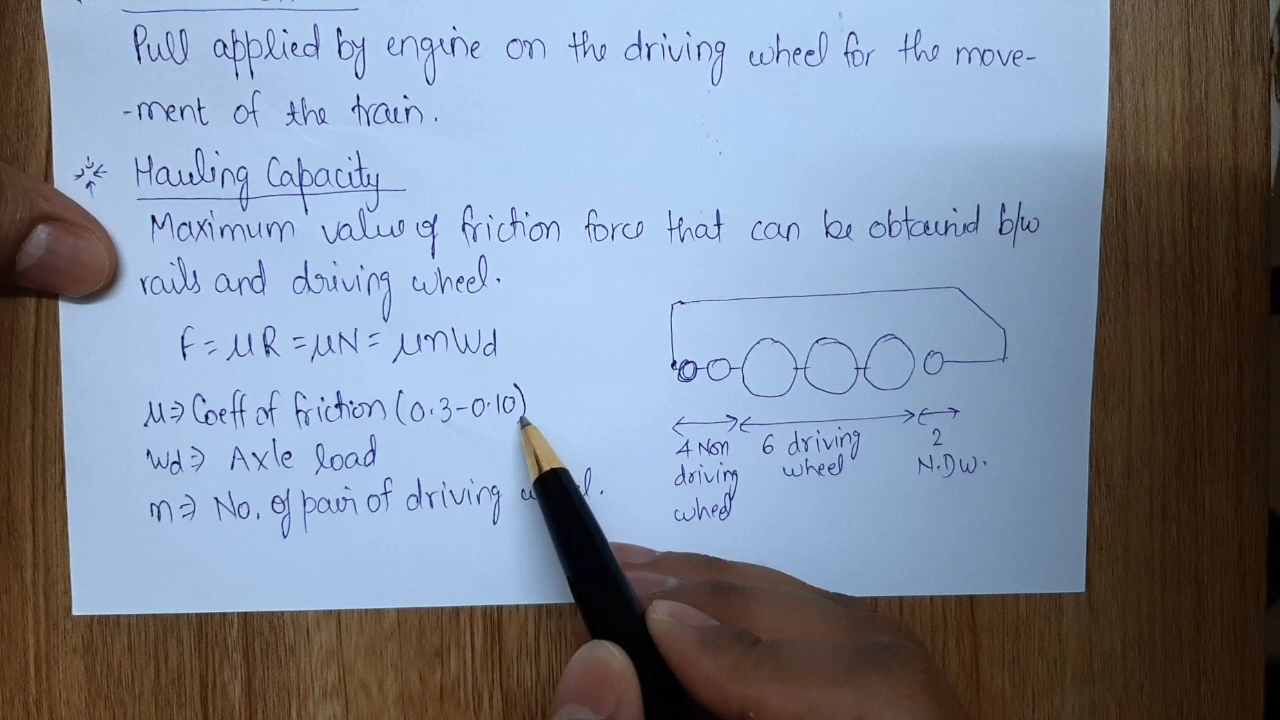 Pull applied by engine on the driving wheel for the move-
-ment of the train.
Hauling Capacity
Maximum value of friction force that can be obtained b/w
rails and driving wheel.
F = μR = μN = μnWd
μ⇒ Coeff of friction (0.3-0.10)
Wd⇒ Axle load
n⇒ No. of pair of driving
4 Non
driving
wheel
6 driving
wheel
2
N.D.W.